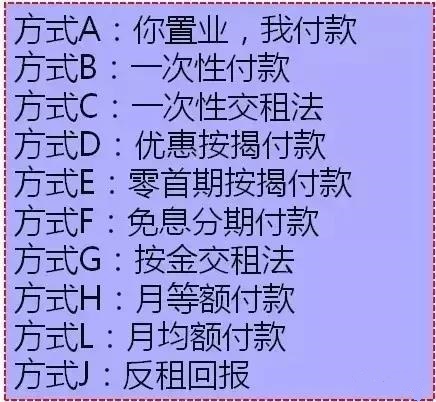 方式A：你置业，我付款
方式B：一次性付款
方式C：一次性交租法
方式D：优惠按揭付款
方式E：零首期按揭付款
方式F：免息分期付款
方式G：按金交租法
方式H：月等额付款
方式L：月均额付款
方式J：反租回报